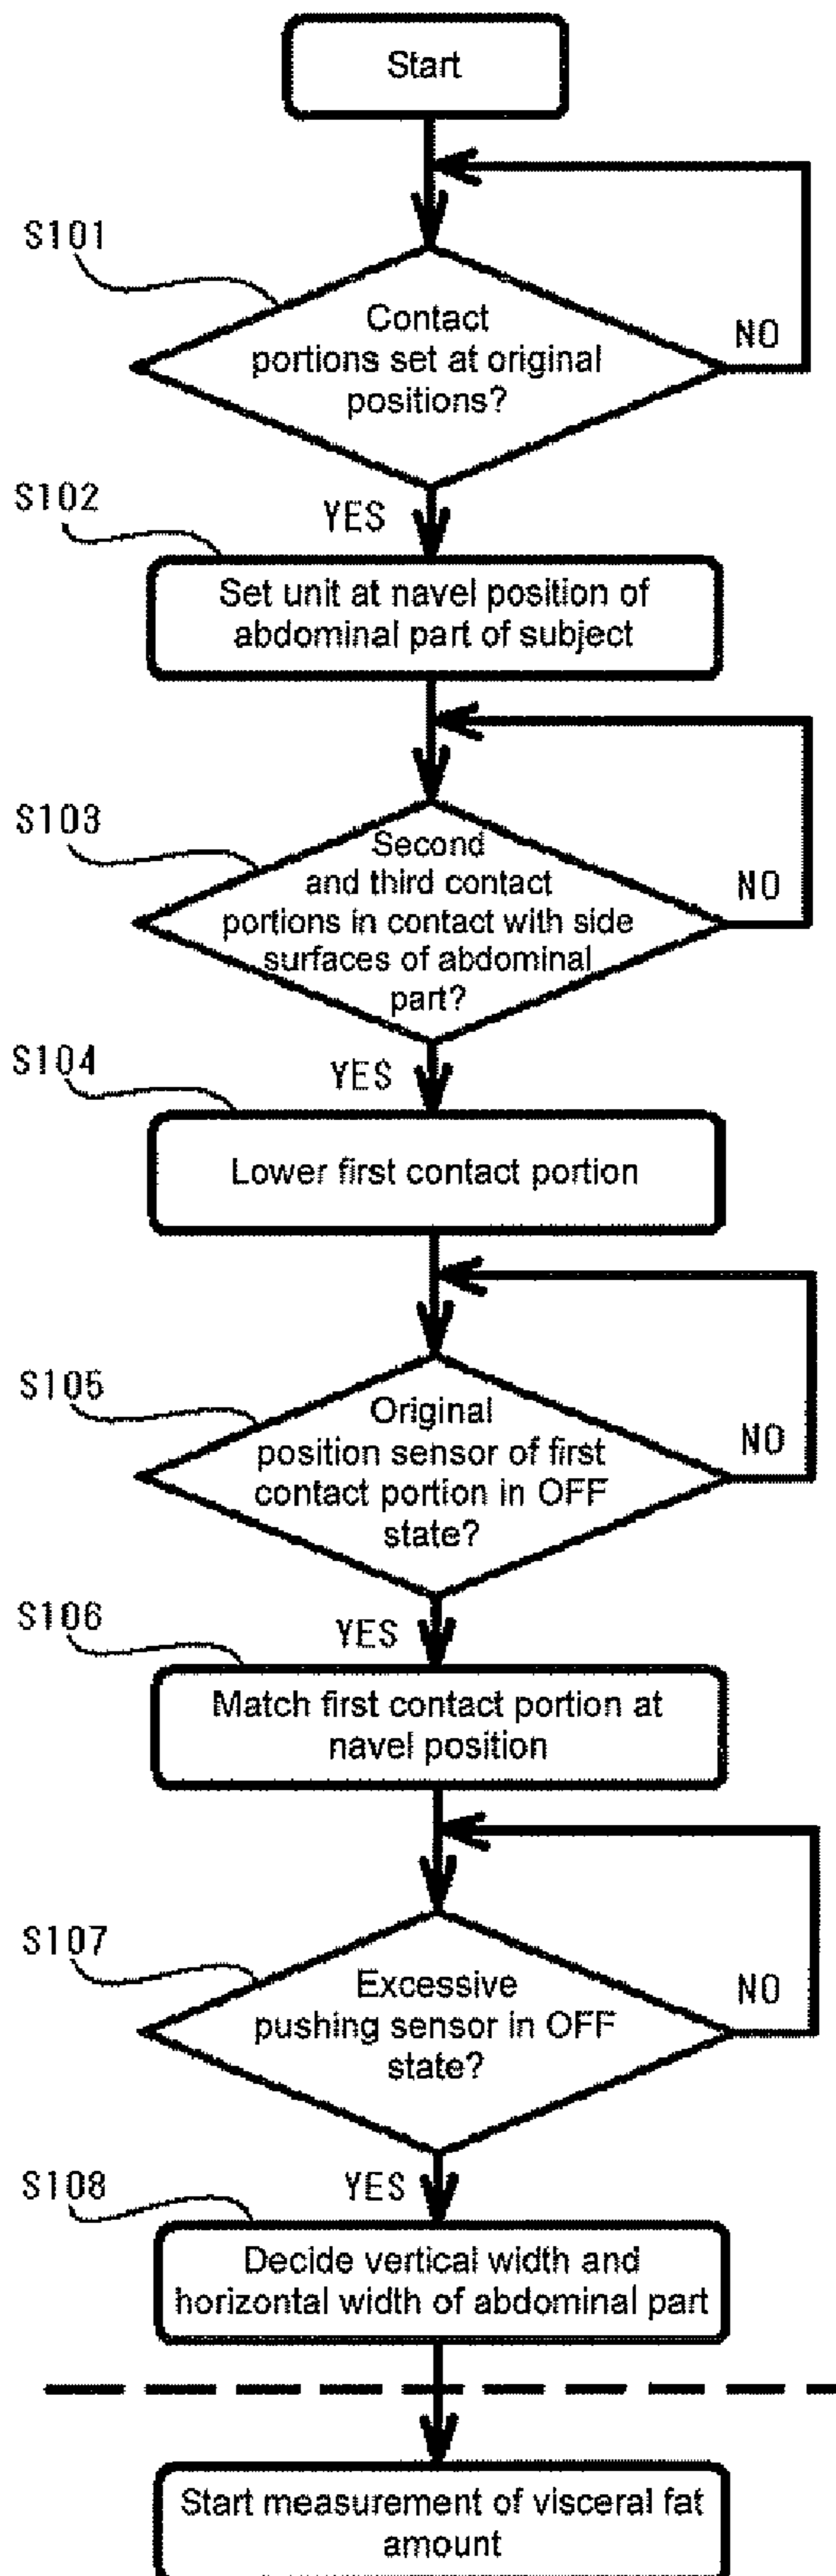 Start
S101
Contact
portions set at original
positions?
NO
S102
YES
Set unit at navel position of
abdominal part of subject
S103
Second
and third contact
portions in contact with side
surfaces of abdominal
part?
NO
S104
YES
Lower first contact portion
S105
Original
position sensor of first
contact portion in OFF
state?
NO
S106
YES
Match first contact portion at
navel position
S107
Excessive
pushing sensor in OFF
state?
NO
S108
YES
Decide vertical width and
horizontal width of abdominal part
Start measurement of visceral fat
amount